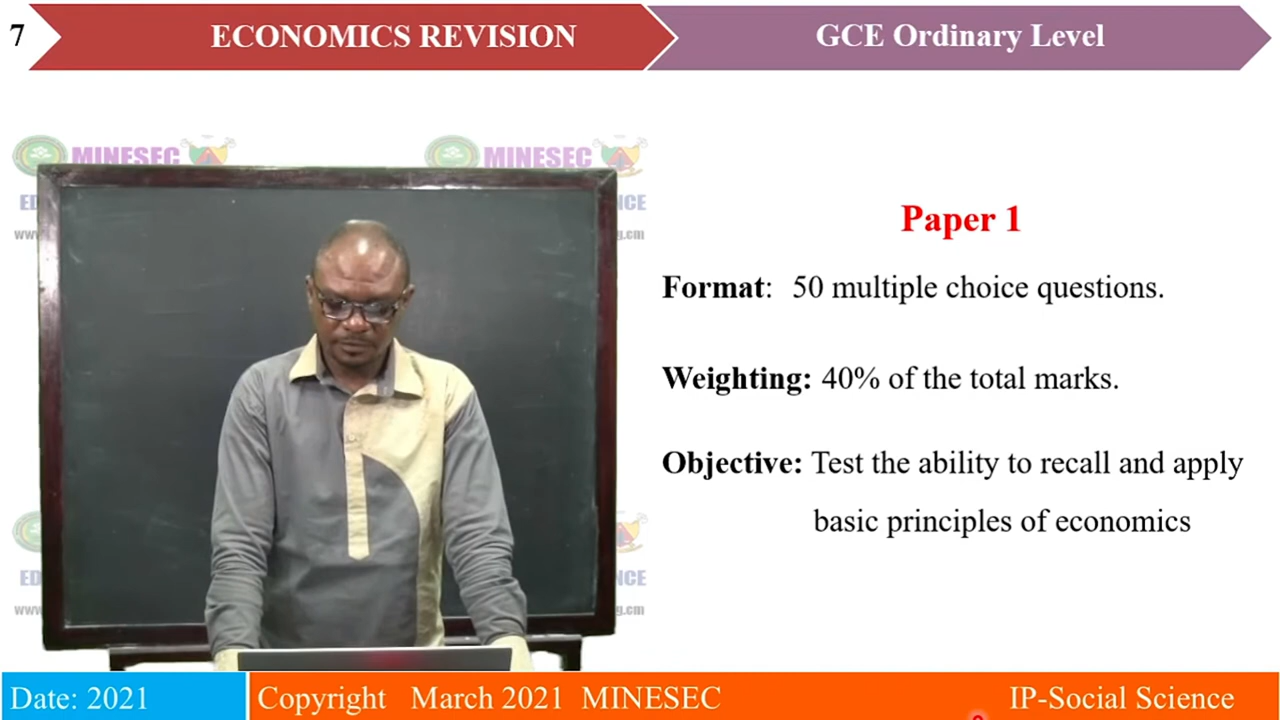 7
ECONOMICS REVISION
GCE Ordinary Level
MINESEC
MINESEC
Paper 1
Format: 50 multiple choice questions.
Weighting: 40% of the total marks.
Objective: Test the ability to recall and apply
basic principles of economics
Date: 2021
Copyright March 2021 MINESEC
IP-Social Science